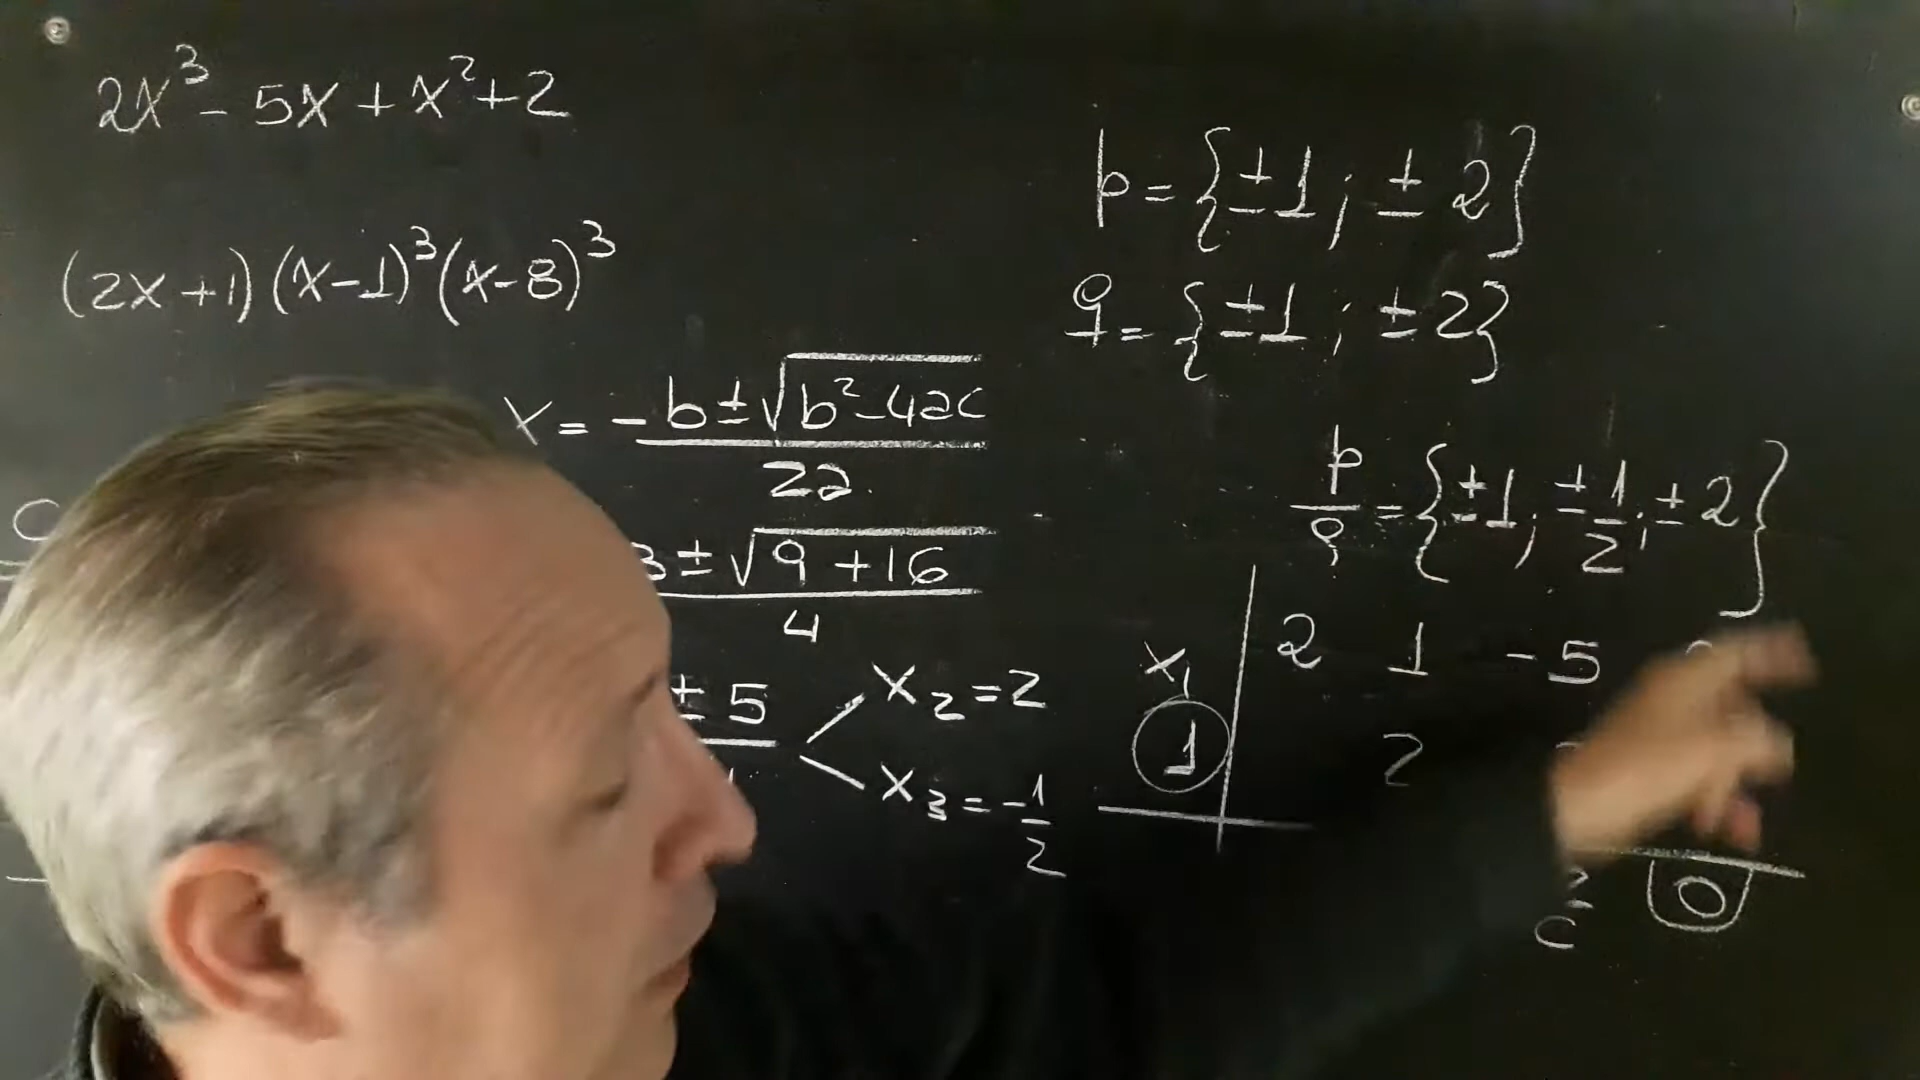 2x³ - 5x + x² + 2
(2x+1)(x-1)³(x-8)³
x = -b±√b²-4ac
2a
3±√9+16
4
± 5
x₂=2
x₃=-1
2
p={±1; ±2}
q={±1; ±2}
p/q={±1; ±1/2; ±2}
x₁ 2 1 -5
1 2
c 0